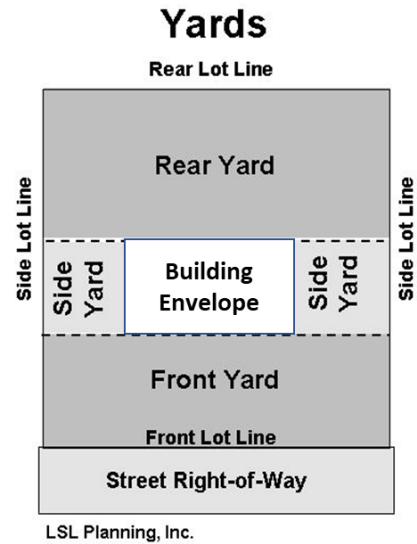 Yards
Rear Lot Line
Rear Yard
Side Lot Line
Side
Yard
Building
Envelope
Side
Yard
Side Lot Line
Front Yard
Front Lot Line
Street Right-of-Way
LSL Planning, Inc.